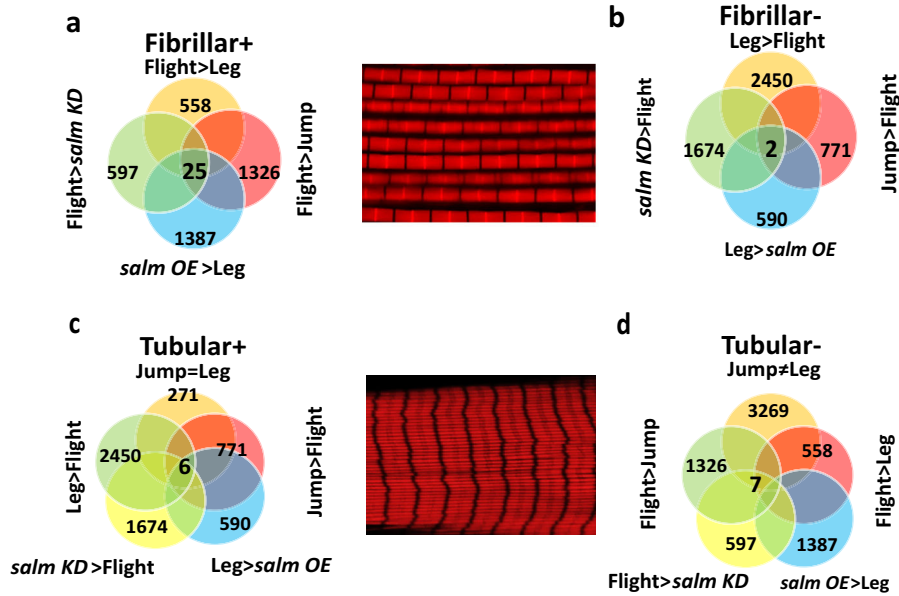 a
Fibrillar+
Flight>Leg
558
Flight>salm KD
597
25
1326
Flight>Jump
1387
salm OE >Leg
b
Fibrillar-
Leg>Flight
2450
salm KD>Flight
1674
2
771
Jump>Flight
590
Leg>salm OE
c
Tubular+
Jump=Leg
271
Leg>Flight
2450
6
771
Jump>Flight
1674
590
salm KD >Flight
Leg>salm OE
d
Tubular-
Jump≠Leg
3269
Flight>Jump
1326
7
558
Flight>Leg
597
1387
Flight>salm KD
salm OE>Leg